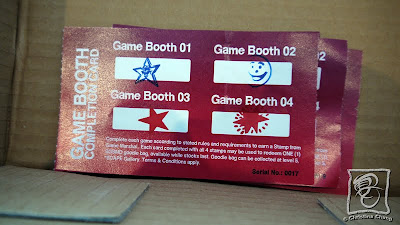 GAME BOOTH
COMPLETION CARD
Game Booth 01
Game Booth 02
Game Booth 03
Game Booth 04
Complete each game according to stated rules and requirements to earn a Stamp from
Game Marshal. Each card completed with all 4 stamps may be used to redeem ONE (1)
goodie bag, available while stocks last. Goodie bag can be collected at level 5,
eSCAPE Gallery. Terms & Conditions apply.
Serial No.: 0017
© Christina Chung